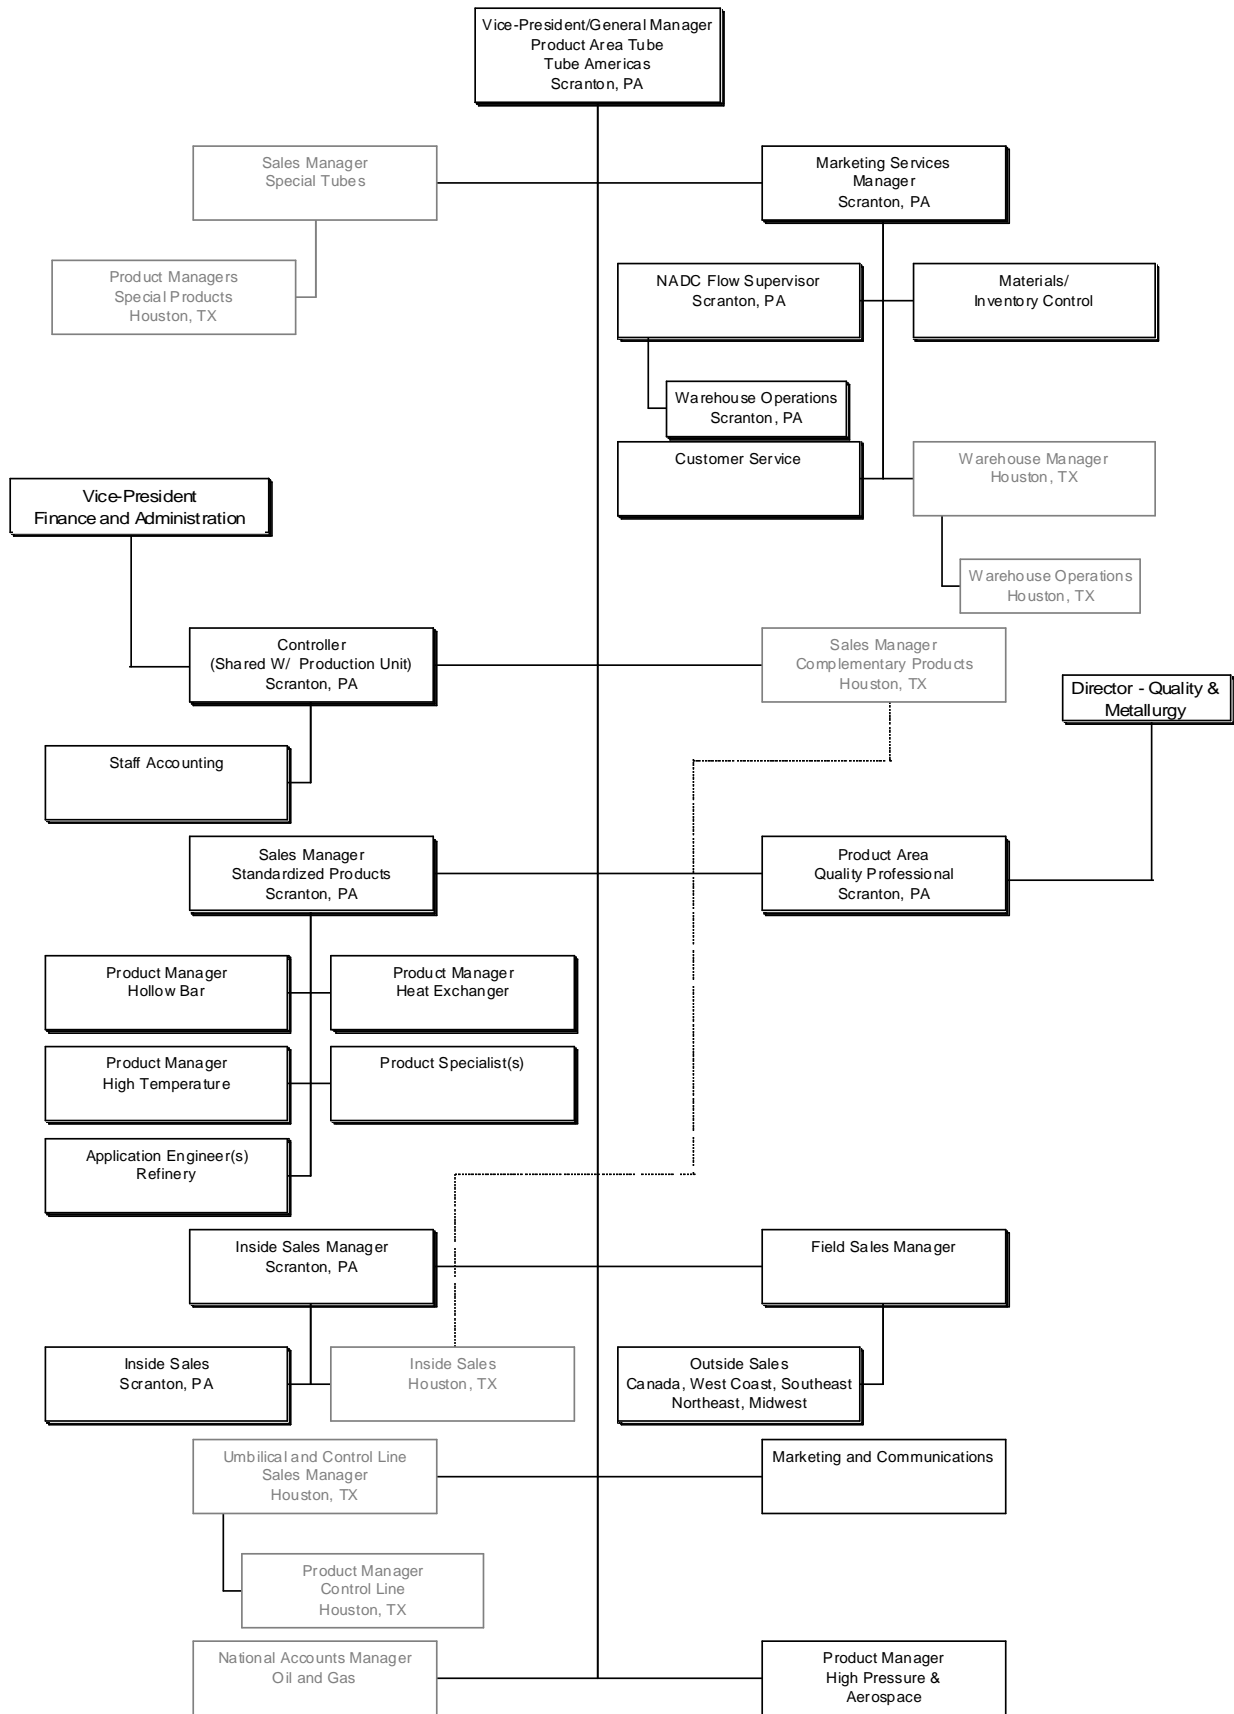 Vice-President/General Manager
Product Area Tube
Tube Americas
Scranton, PA
Sales Manager
Special Tubes
Marketing Services
Manager
Scranton, PA
Product Managers
Special Products
Houston, TX
NADC Flow Supervisor
Scranton, PA
Materials/
Inventory Control
Warehouse Operations
Scranton, PA
Customer Service
Warehouse Manager
Houston, TX
Vice-President
Finance and Administration
Warehouse Operations
Houston, TX
Controller
(Shared W/ Production Unit)
Scranton, PA
Sales Manager
Complementary Products
Houston, TX
Director - Quality &
Metallurgy
Staff Accounting
Sales Manager
Standardized Products
Scranton, PA
Product Area
Quality Professional
Scranton, PA
Product Manager
Hollow Bar
Product Manager
Heat Exchanger
Product Manager
High Temperature
Product Specialist(s)
Application Engineer(s)
Refinery
Inside Sales Manager
Scranton, PA
Field Sales Manager
Inside Sales
Scranton, PA
Inside Sales
Houston, TX
Outside Sales
Canada, West Coast, Southeast
Northeast, Midwest
Umbilical and Control Line
Sales Manager
Houston, TX
Marketing and Communications
Product Manager
Control Line
Houston, TX
National Accounts Manager
Oil and Gas
Product Manager
High Pressure &
Aerospace